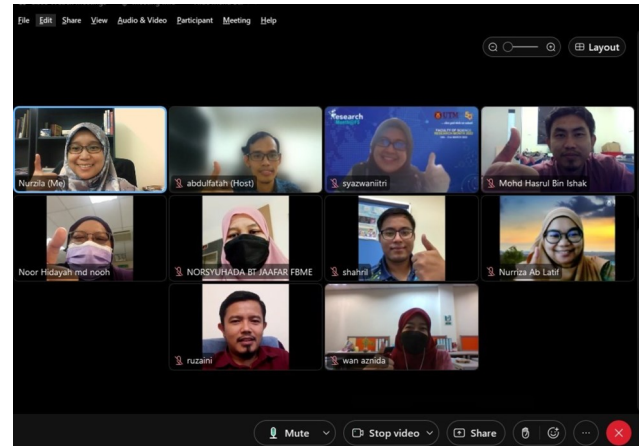 File Edit Share View Audio & Video Participant Meeting Help
Layout
Nurzila (Me)
abdulfatah (Host)
Research
UTM
syazwaniitri
Mohd Hasrul Bin Ishak
Noor Hidayah md nooh
NORSYUHADA BT JAAFAR FBME
shahril
Nurriza Ab Latif
ruzaini
wan aznida
Mute
Stop video
Share